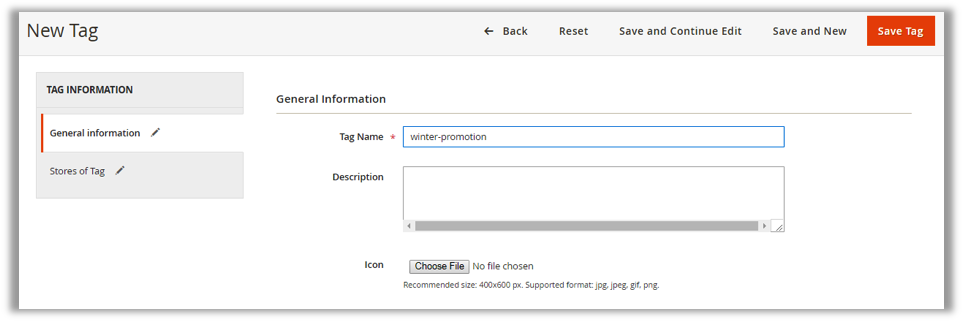 New Tag
← Back Reset Save and Continue Edit Save and New Save Tag
TAG INFORMATION
General information
Stores of Tag
General Information
Tag Name * winter-promotion
Description
Icon Choose File No file chosen
Recommended size: 400x600 px. Supported format: jpg, jpeg, gif, png.